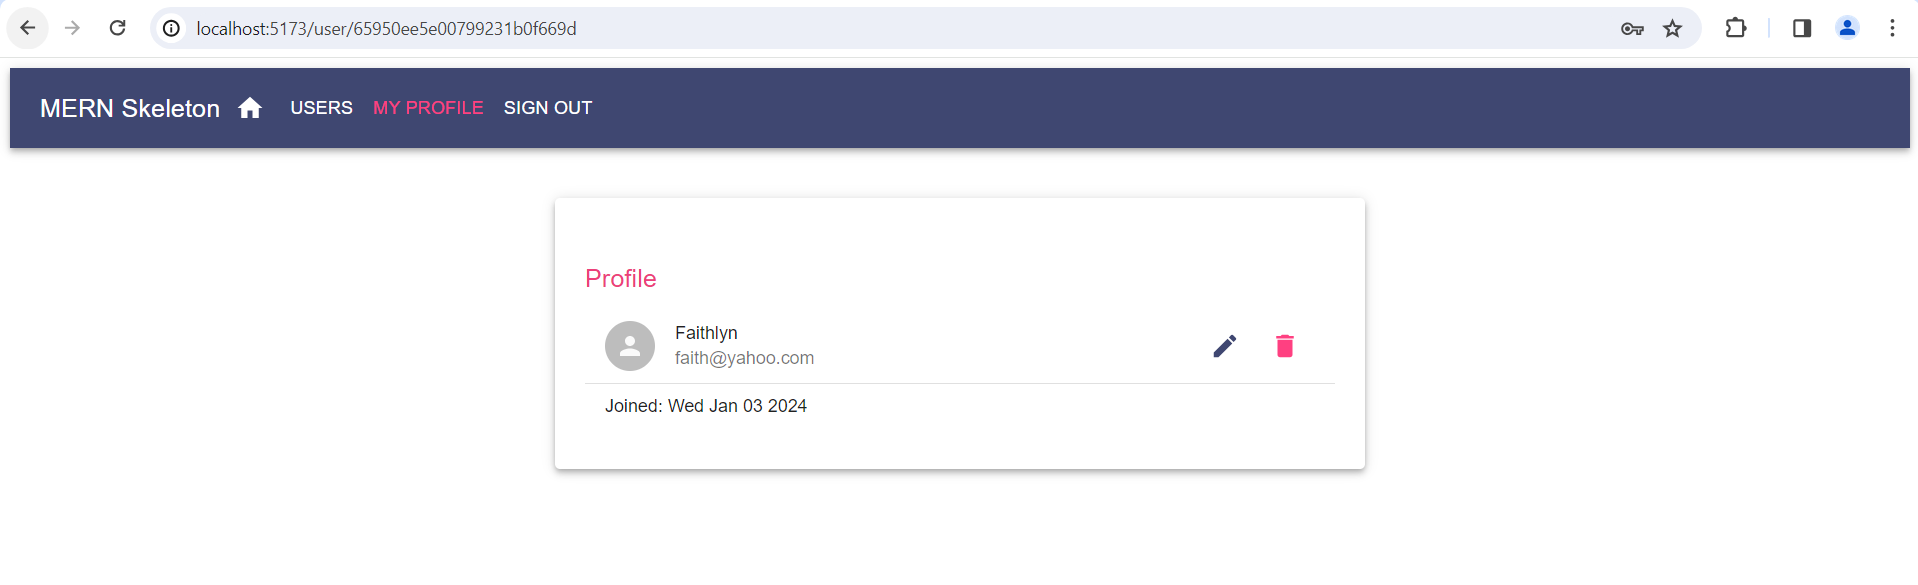 localhost:5173/user/65950ee5e00799231b0f669d
MERN Skeleton USERS MY PROFILE SIGN OUT
Profile
Faithlyn
faith@yahoo.com
Joined: Wed Jan 03 2024